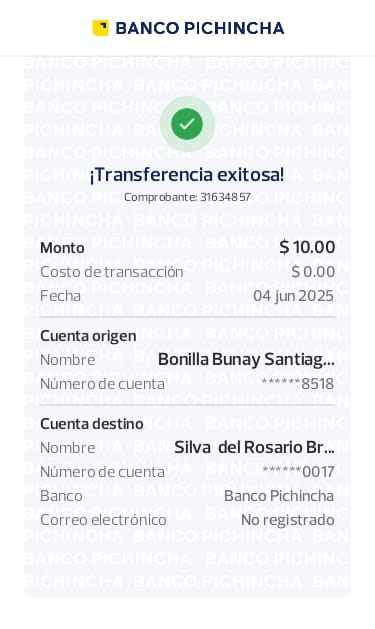 BANCO PICHINCHA
¡Transferencia exitosa!
Comprobante: 31634857
Monto $ 10.00
Costo de transacción $ 0.00
Fecha 04 jun 2025
Cuenta origen
Nombre Bonilla Bunay Santiag...
Número de cuenta ******8518
Cuenta destino
Nombre Silva del Rosario Br...
Número de cuenta ******0017
Banco Banco Pichincha
Correo electrónico No registrado